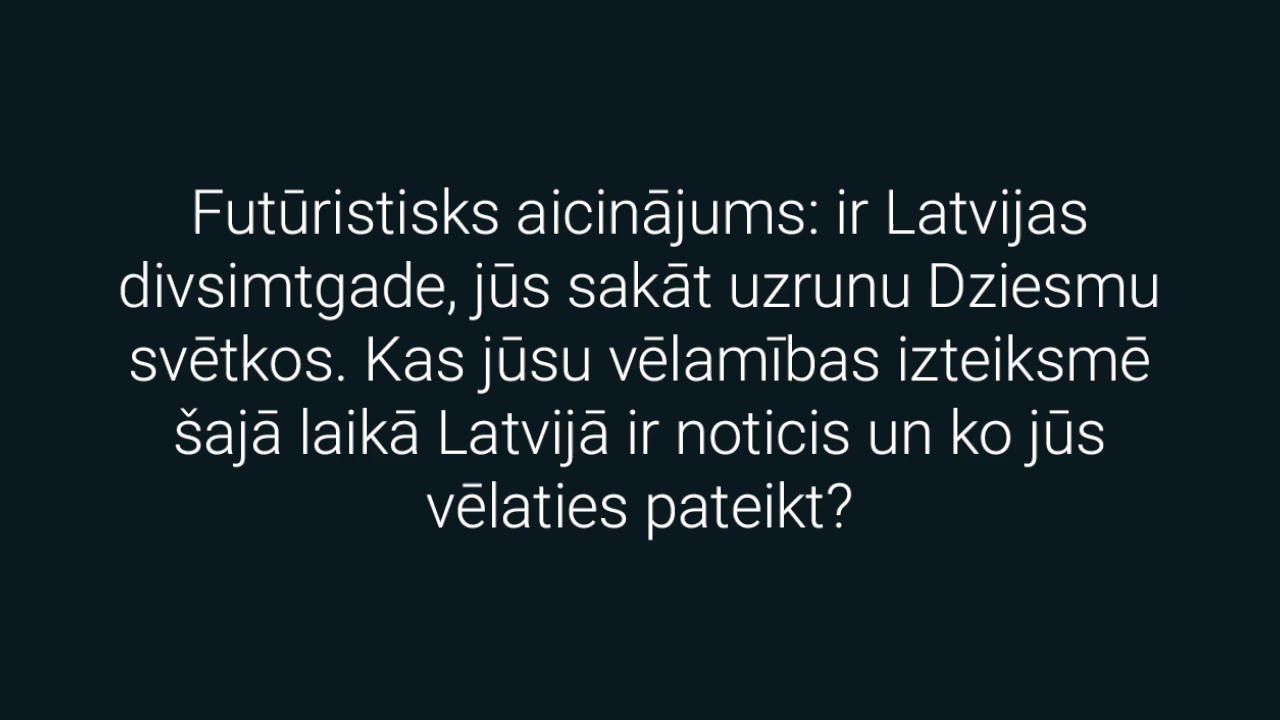 Futūristisks aicinājums: ir Latvijas
divsimtgade, jūs sakāt uzrunu Dziesmu
svētkos. Kas jūsu vēlamības izteiksmē
šajā laikā Latvijā ir noticis un ko jūs
vēlaties pateikt?